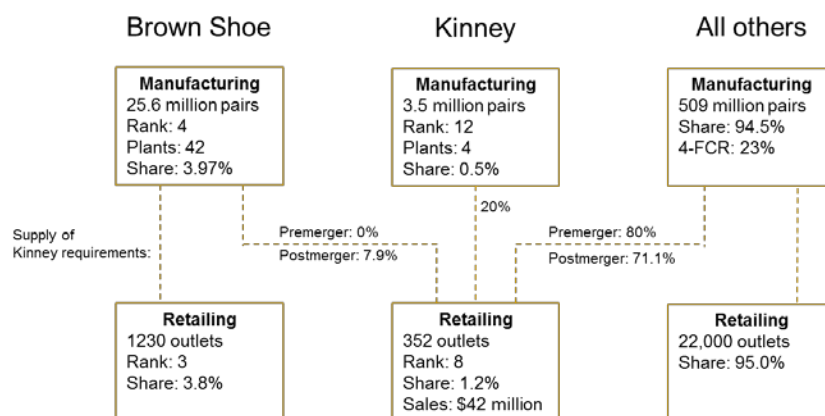 Brown Shoe
Kinney
All others
Manufacturing
25.6 million pairs
Rank: 4
Plants: 42
Share: 3.97%
Manufacturing
3.5 million pairs
Rank: 12
Plants: 4
Share: 0.5%
Manufacturing
509 million pairs
Share: 94.5%
4-FCR: 23%
Supply of
Kinney requirements:
Premerger: 0%
Postmerger: 7.9%
20%
Premerger: 80%
Postmerger: 71.1%
Retailing
1230 outlets
Rank: 3
Share: 3.8%
Retailing
352 outlets
Rank: 8
Share: 1.2%
Sales: $42 million
Retailing
22,000 outlets
Share: 95.0%